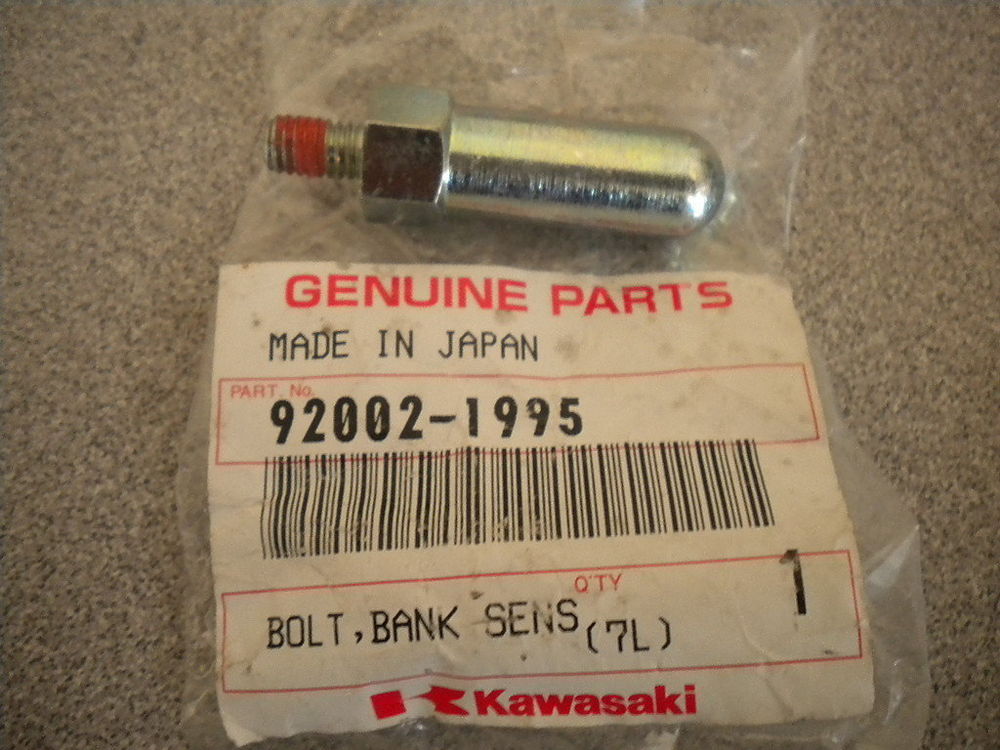 GENUINE PARTS
MADE IN JAPAN
PART. No.
92002-1995
Q'TY
1
BOLT,BANK SENS (7L)
Kawasaki